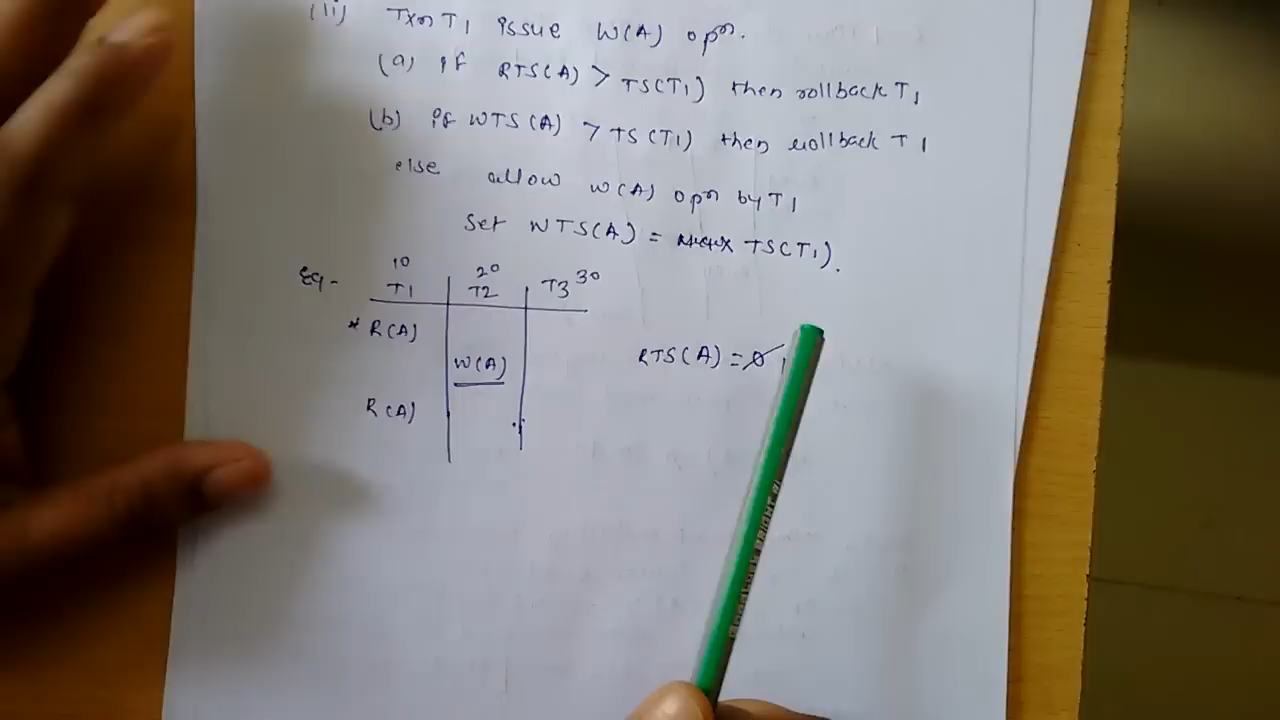 (ii) Txn T1 issue W(A) opn.
(a) if RTS(A) > TS(T1) then rollback T1
(b) if WTS(A) > TS(T1) then rollback T1
else allow W(A) opn by T1
Set WTS(A) = TS(T1).
10 20 30
Eg- T1 T2 T3
* R(A)
W(A) RTS(A) = 0 1
R(A)